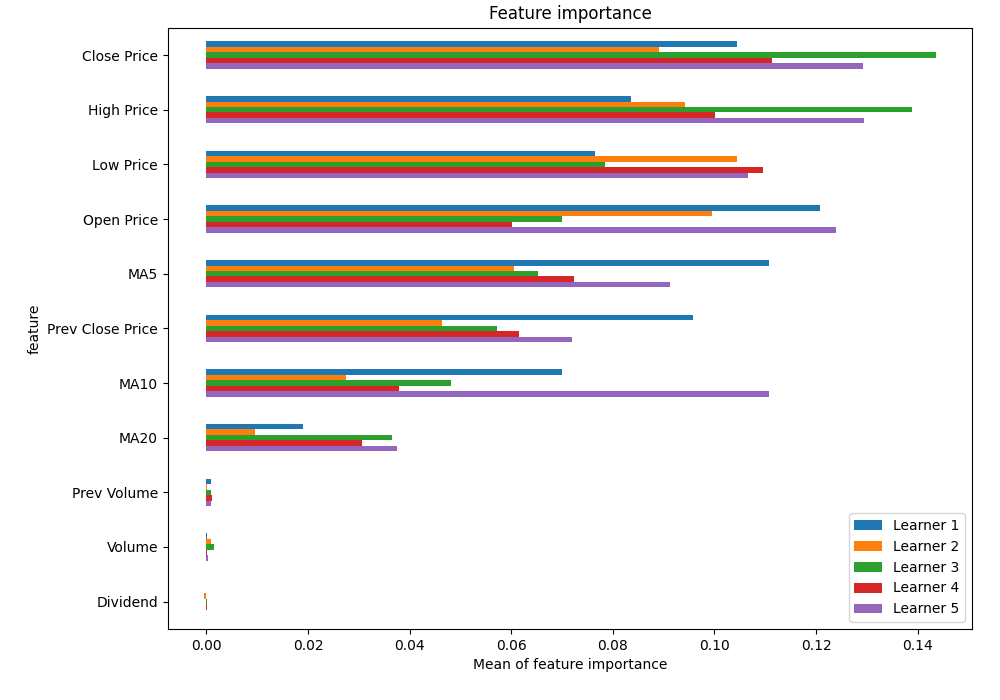 Feature importance
Close Price
High Price
Low Price
Open Price
MA5
Prev Close Price
MA10
MA20
Prev Volume
Volume
Dividend
feature
0.00 0.02 0.04 0.06 0.08 0.10 0.12 0.14
Mean of feature importance
Learner 1
Learner 2
Learner 3
Learner 4
Learner 5